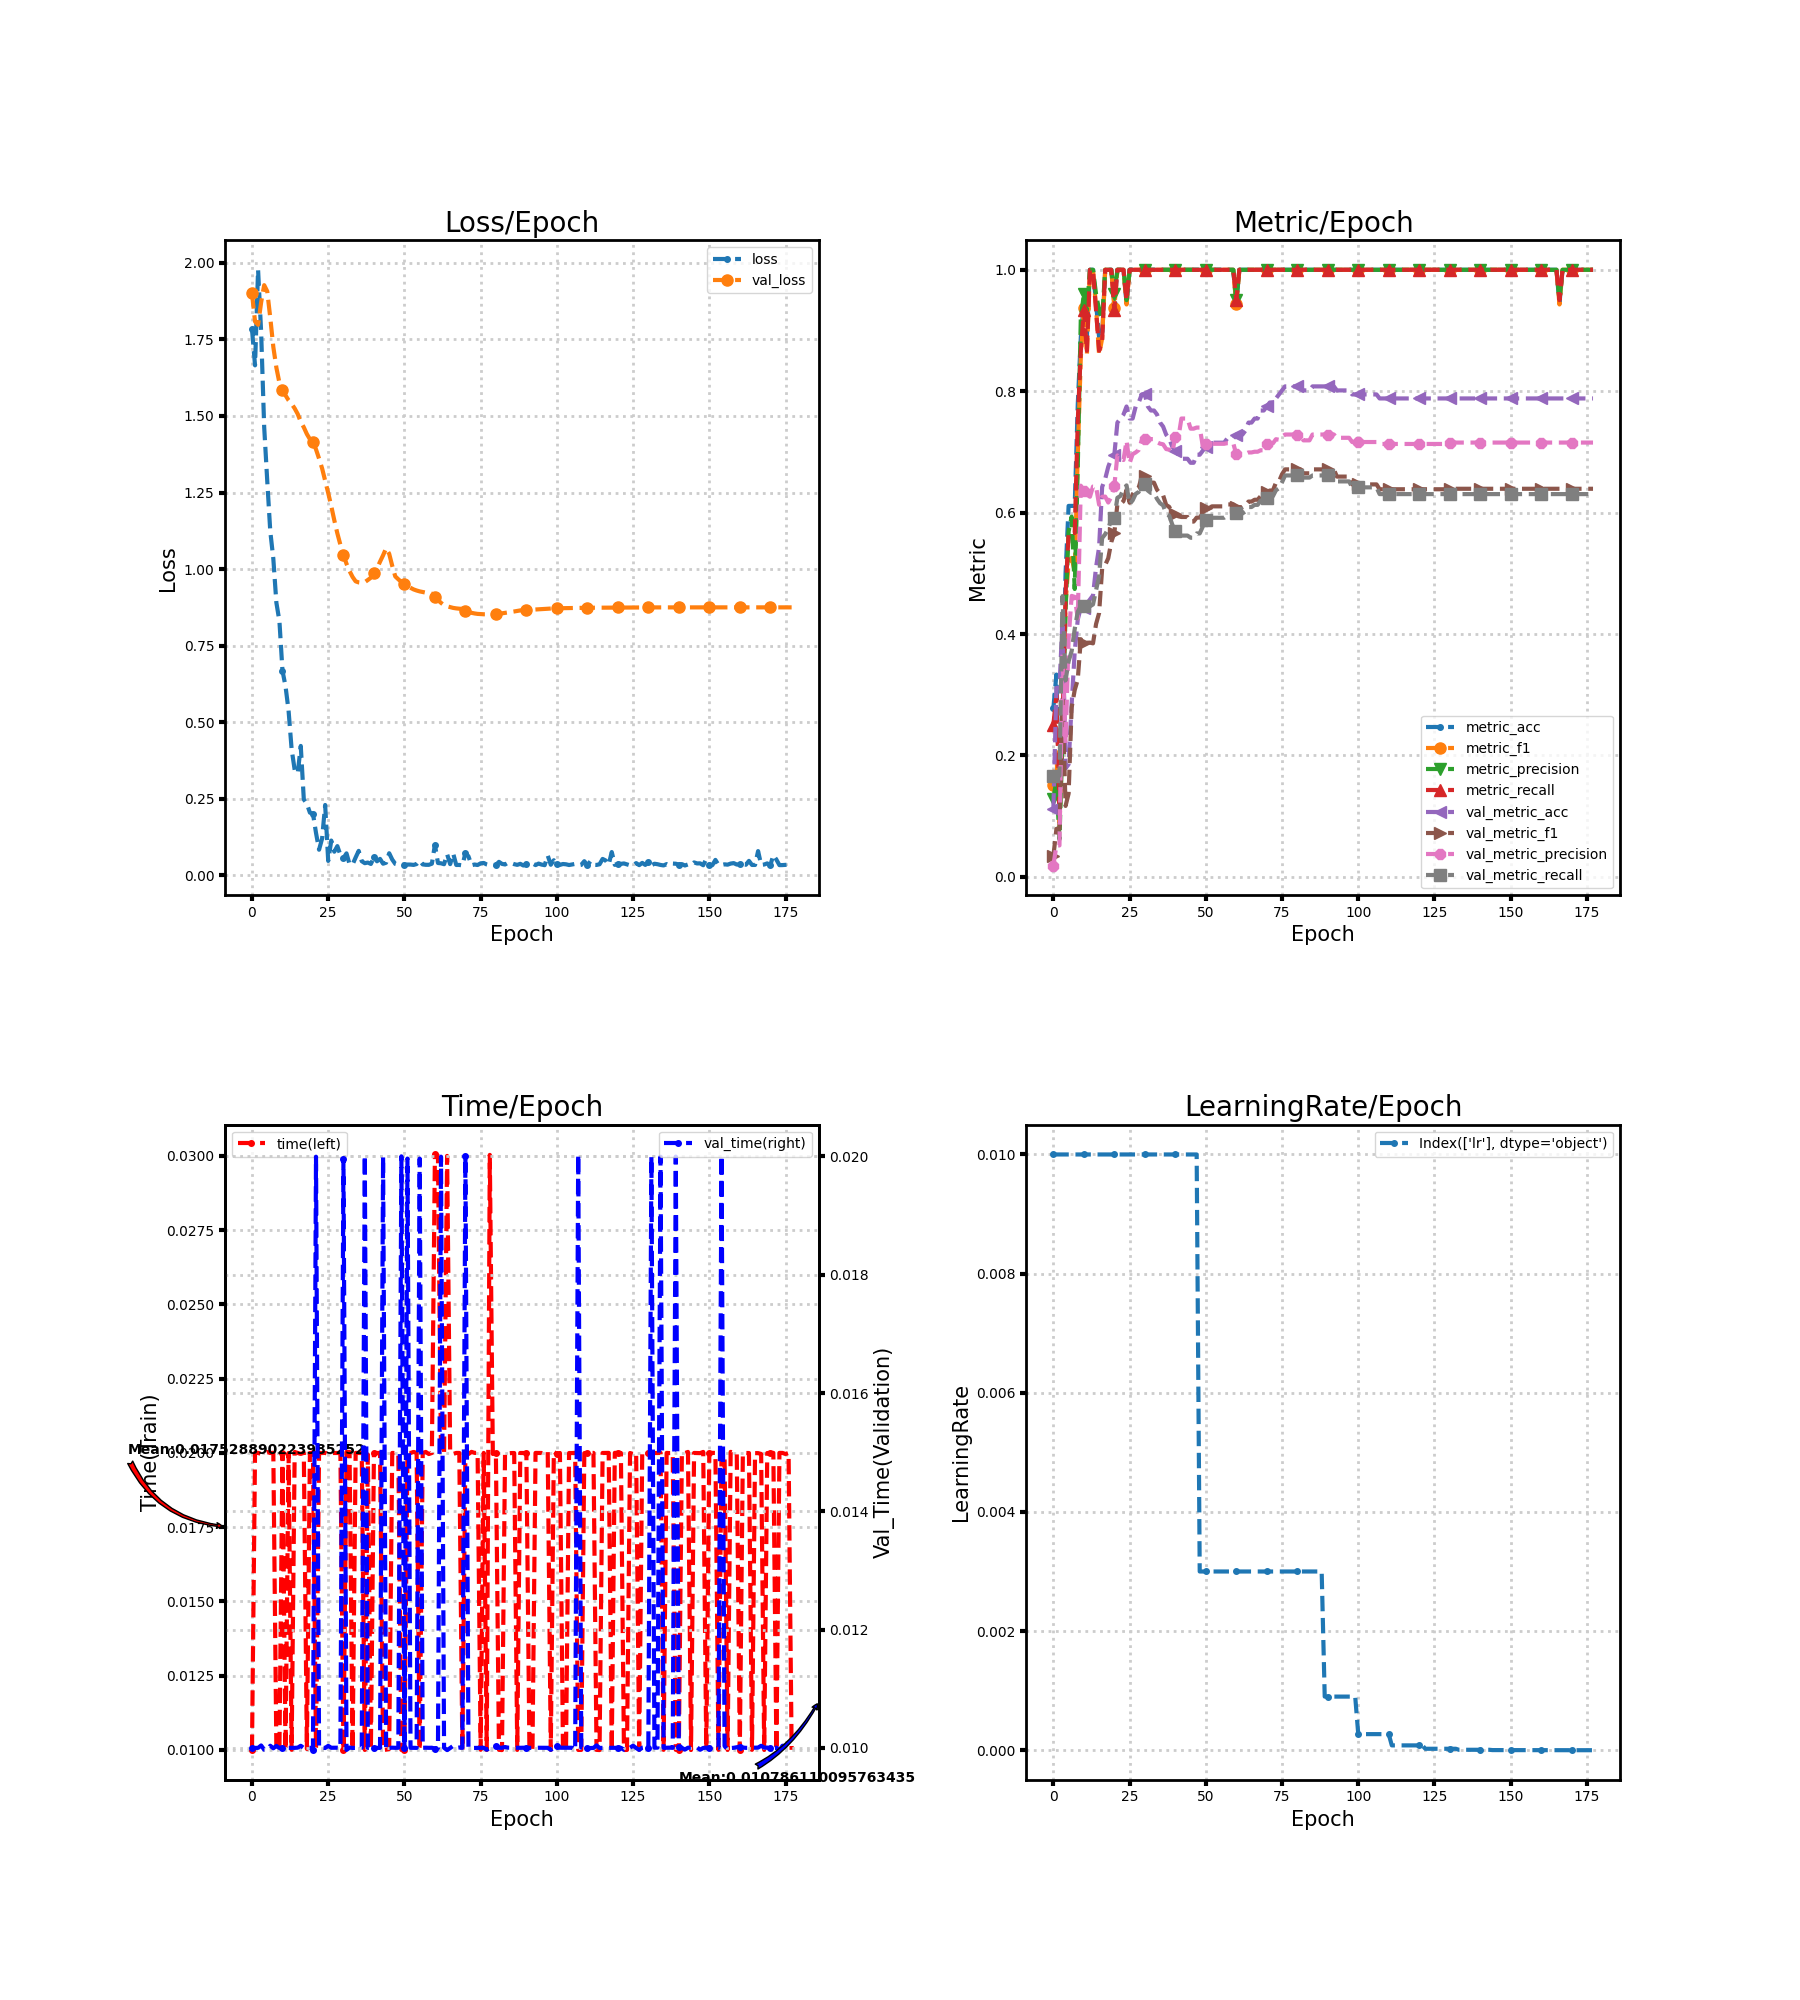 Loss/Epoch
2.00
1.75
1.50
1.25
1.00
0.75
0.50
0.25
0.00
Loss
loss
val_loss
0 25 50 75 100 125 150 175
Epoch
Metric/Epoch
1.0
0.8
0.6
0.4
0.2
0.0
Metric
metric_acc
metric_f1
metric_precision
metric_recall
val_metric_acc
val_metric_f1
val_metric_precision
val_metric_recall
0 25 50 75 100 125 150 175
Epoch
Time/Epoch
time(left)
val_time(right)
0.0300
0.0275
0.0250
0.0225
0.0200
0.0175
0.0150
0.0125
0.0100
Time(Train)
Mean:0.017528890223935252
0.020
0.018
0.016
0.014
0.012
0.010
Val_Time(Validation)
Mean:0.010786110095763435
0 25 50 75 100 125 150 175
Epoch
LearningRate/Epoch
Index(['lr'], dtype='object')
0.010
0.008
0.006
0.004
0.002
0.000
LearningRate
0 25 50 75 100 125 150 175
Epoch